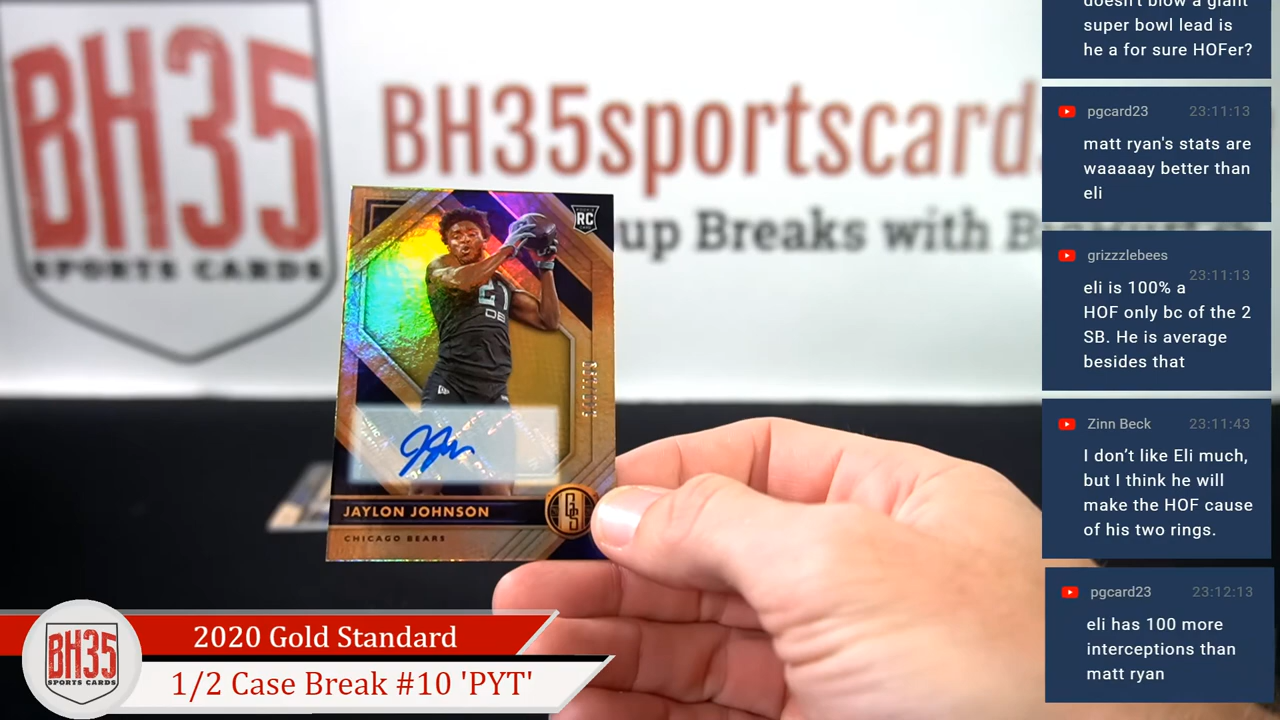 BH35
SPORTS CARDS
BH35sportscard
up Breaks with
RC
21
DB
JAYLON JOHNSON
GS
CHICAGO BEARS
BH35
SPORTS CARDS
2020 Gold Standard
1/2 Case Break #10 'PYT'
doesn't blow a giant
super bowl lead is
he a for sure HOFer?
pgcard23 23:11:13
matt ryan's stats are
waaaay better than
eli
grizzzlebees
23:11:13
eli is 100% a
HOF only bc of the 2
SB. He is average
besides that
Zinn Beck 23:11:43
I don't like Eli much,
but I think he will
make the HOF cause
of his two rings.
pgcard23 23:12:13
eli has 100 more
interceptions than
matt ryan